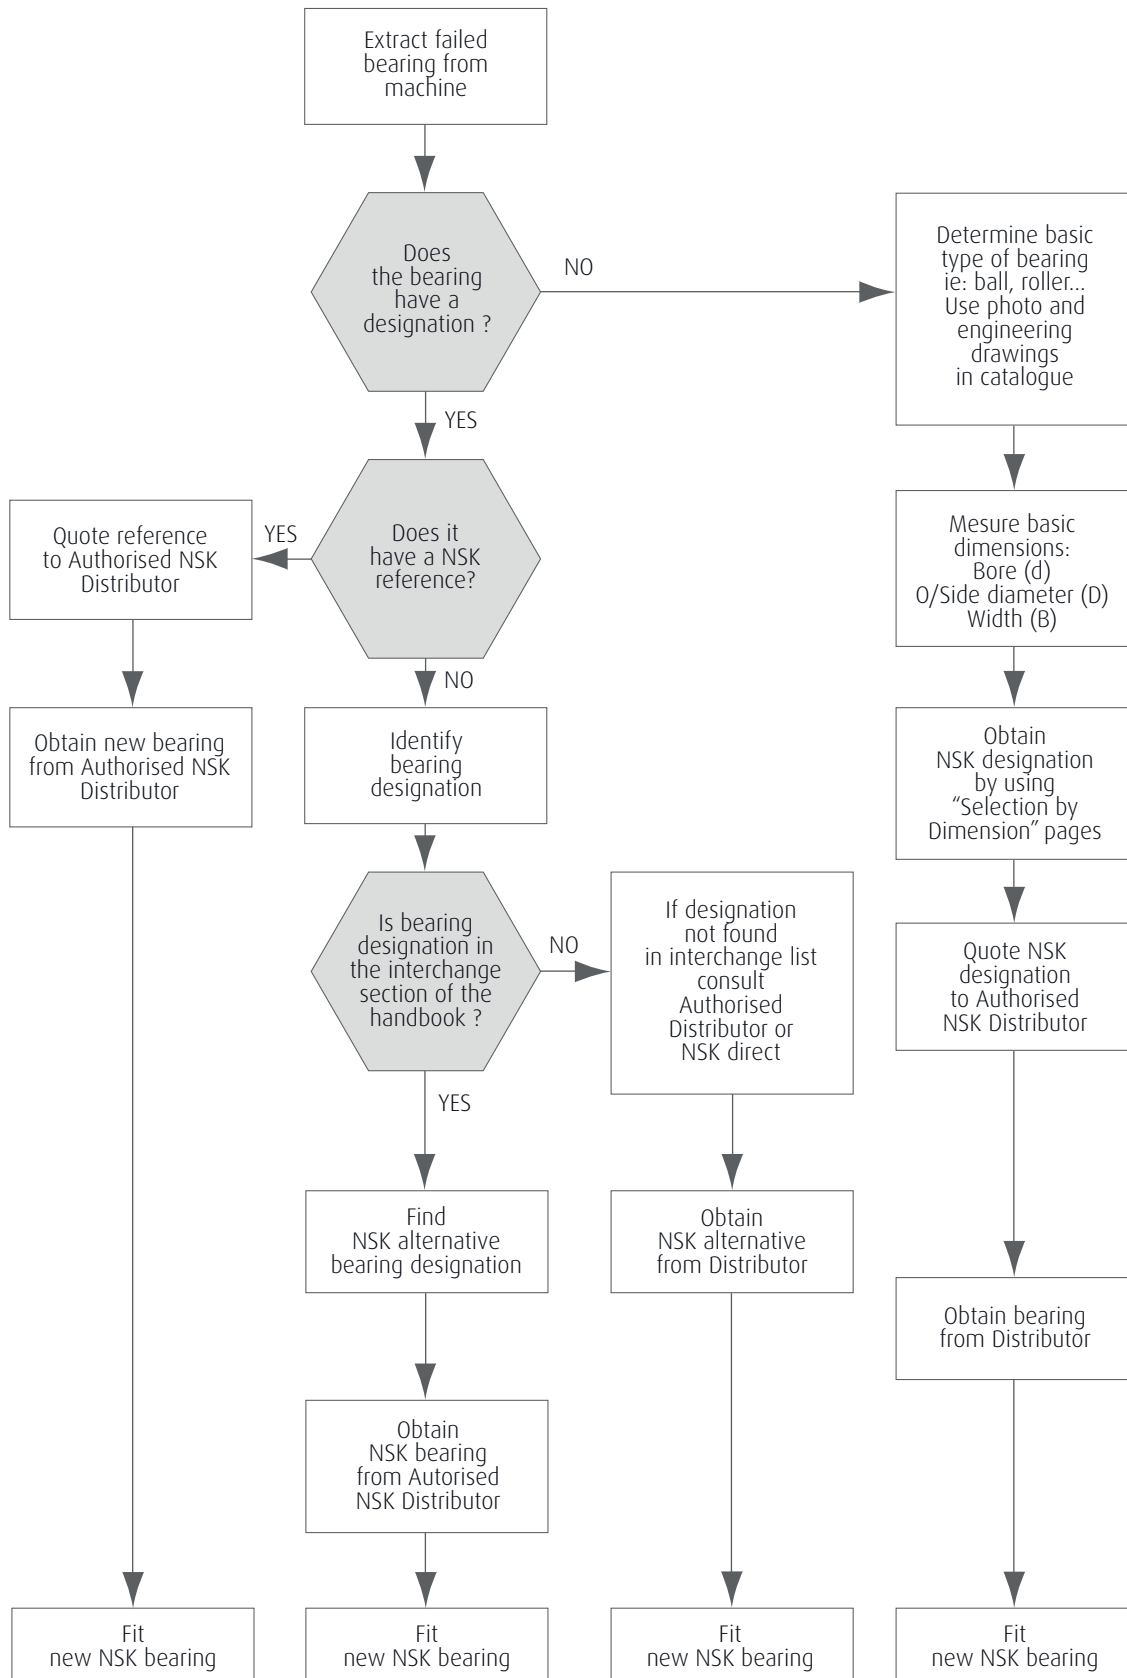 Extract failed
bearing from
machine
Does
the bearing
have a
designation ?
NO
Determine basic
type of bearing
ie: ball, roller...
Use photo and
engineering
drawings
in catalogue
YES
Quote reference
to Authorised NSK
Distributor
YES
Does it
have a NSK
reference?
Mesure basic
dimensions:
Bore (d)
O/Side diameter (D)
Width (B)
NO
Obtain new bearing
from Authorised NSK
Distributor
Identify
bearing
designation
Obtain
NSK designation
by using
“Selection by
Dimension” pages
Is bearing
designation in
the interchange
section of the
handbook ?
NO
If designation
not found
in interchange list
consult
Authorised
Distributor or
NSK direct
Quote NSK
designation
to Authorised
NSK Distributor
YES
Find
NSK alternative
bearing designation
Obtain
NSK alternative
from Distributor
Obtain bearing
from Distributor
Obtain
NSK bearing
from Autorised
NSK Distributor
Fit
new NSK bearing
Fit
new NSK bearing
Fit
new NSK bearing
Fit
new NSK bearing